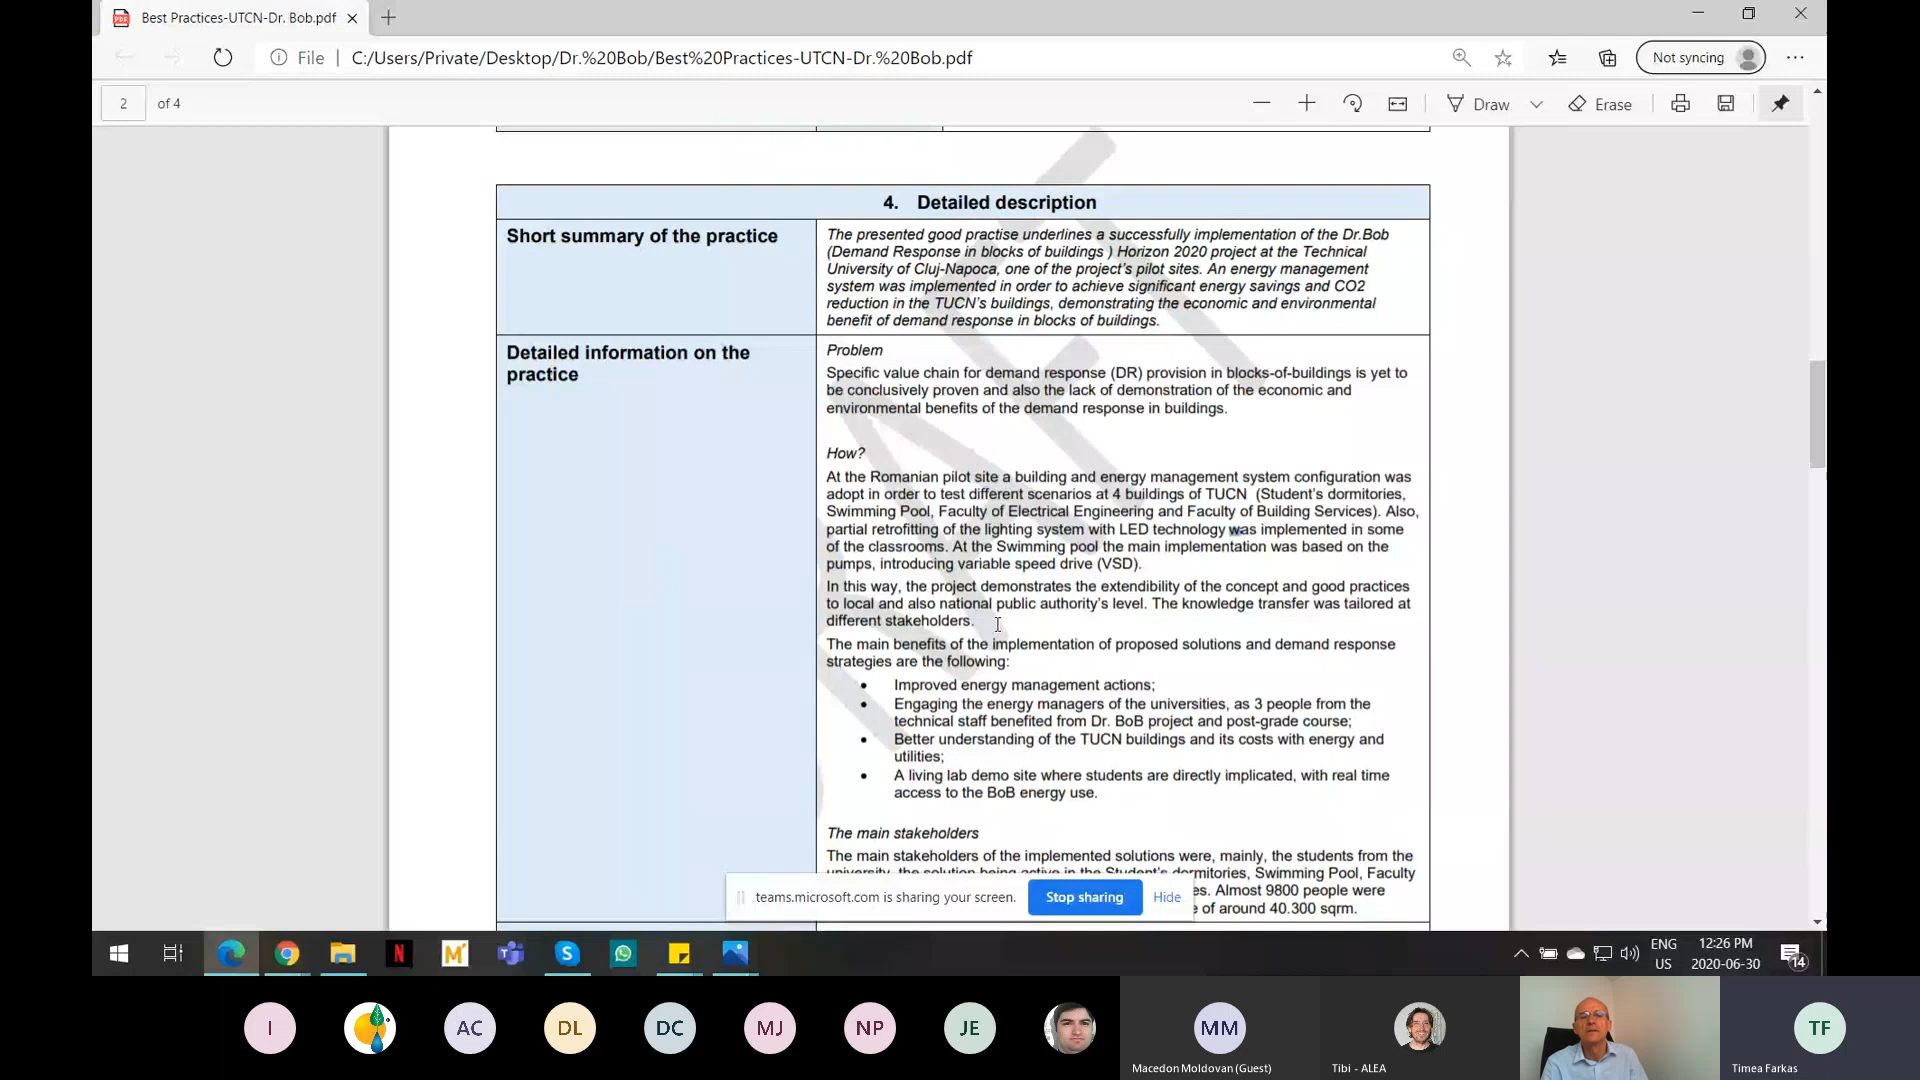 Best Practices-UTCN-Dr. Bob.pdf
File C:/Users/Private/Desktop/Dr.%20Bob/Best%20Practices-UTCN-Dr.%20Bob.pdf
Not syncing
2 of 4
Draw
Erase
4. Detailed description
Short summary of the practice
The presented good practise underlines a successfully implementation of the Dr.Bob
(Demand Response in blocks of buildings ) Horizon 2020 project at the Technical
University of Cluj-Napoca, one of the project's pilot sites. An energy management
system was implemented in order to achieve significant energy savings and CO2
reduction in the TUCN's buildings, demonstrating the economic and environmental
benefit of demand response in blocks of buildings.
Detailed information on the
practice
Problem
Specific value chain for demand response (DR) provision in blocks-of-buildings is yet to
be conclusively proven and also the lack of demonstration of the economic and
environmental benefits of the demand response in buildings.
How?
At the Romanian pilot site a building and energy management system configuration was
adopt in order to test different scenarios at 4 buildings of TUCN (Student's dormitories,
Swimming Pool, Faculty of Electrical Engineering and Faculty of Building Services). Also,
partial retrofitting of the lighting system with LED technology was implemented in some
of the classrooms. At the Swimming pool the main implementation was based on the
pumps, introducing variable speed drive (VSD).
In this way, the project demonstrates the extendibility of the concept and good practices
to local and also national public authority's level. The knowledge transfer was tailored at
different stakeholders.
The main benefits of the implementation of proposed solutions and demand response
strategies are the following:
• Improved energy management actions;
• Engaging the energy managers of the universities, as 3 people from the
technical staff benefited from Dr. BoB project and post-grade course;
• Better understanding of the TUCN buildings and its costs with energy and
utilities;
• A living lab demo site where students are directly implicated, with real time
access to the BoB energy use.
The main stakeholders
The main stakeholders of the implemented solutions were, mainly, the students from the
university, the solution being active in the Student's dormitories, Swimming Pool, Faculty
es. Almost 9800 people were
e of around 40.300 sqrm.
teams.microsoft.com is sharing your screen.
Stop sharing
Hide
ENG
US
12:26 PM
2020-06-30
14
I
AC
DL
DC
MJ
NP
JE
MM
TF
Macedon Moldovan (Guest)
Tibi - ALEA
Timea Farkas